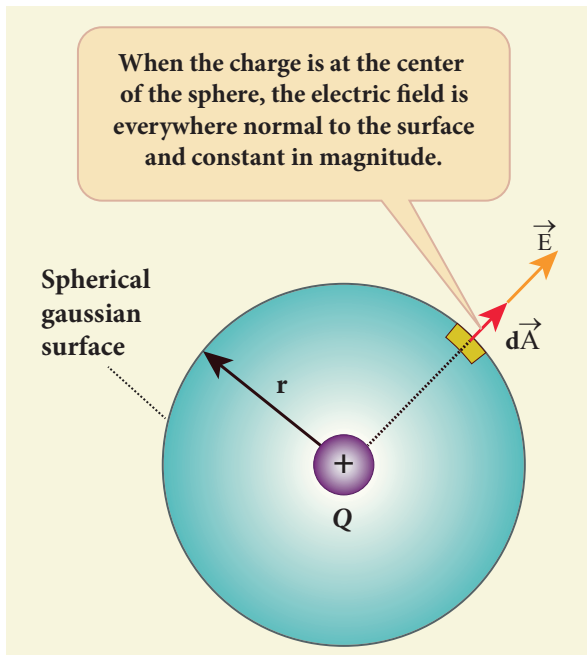 When the charge is at the center
of the sphere, the electric field is
everywhere normal to the surface
and constant in magnitude.
E
Spherical
gaussian
surface
dA
r
+
Q